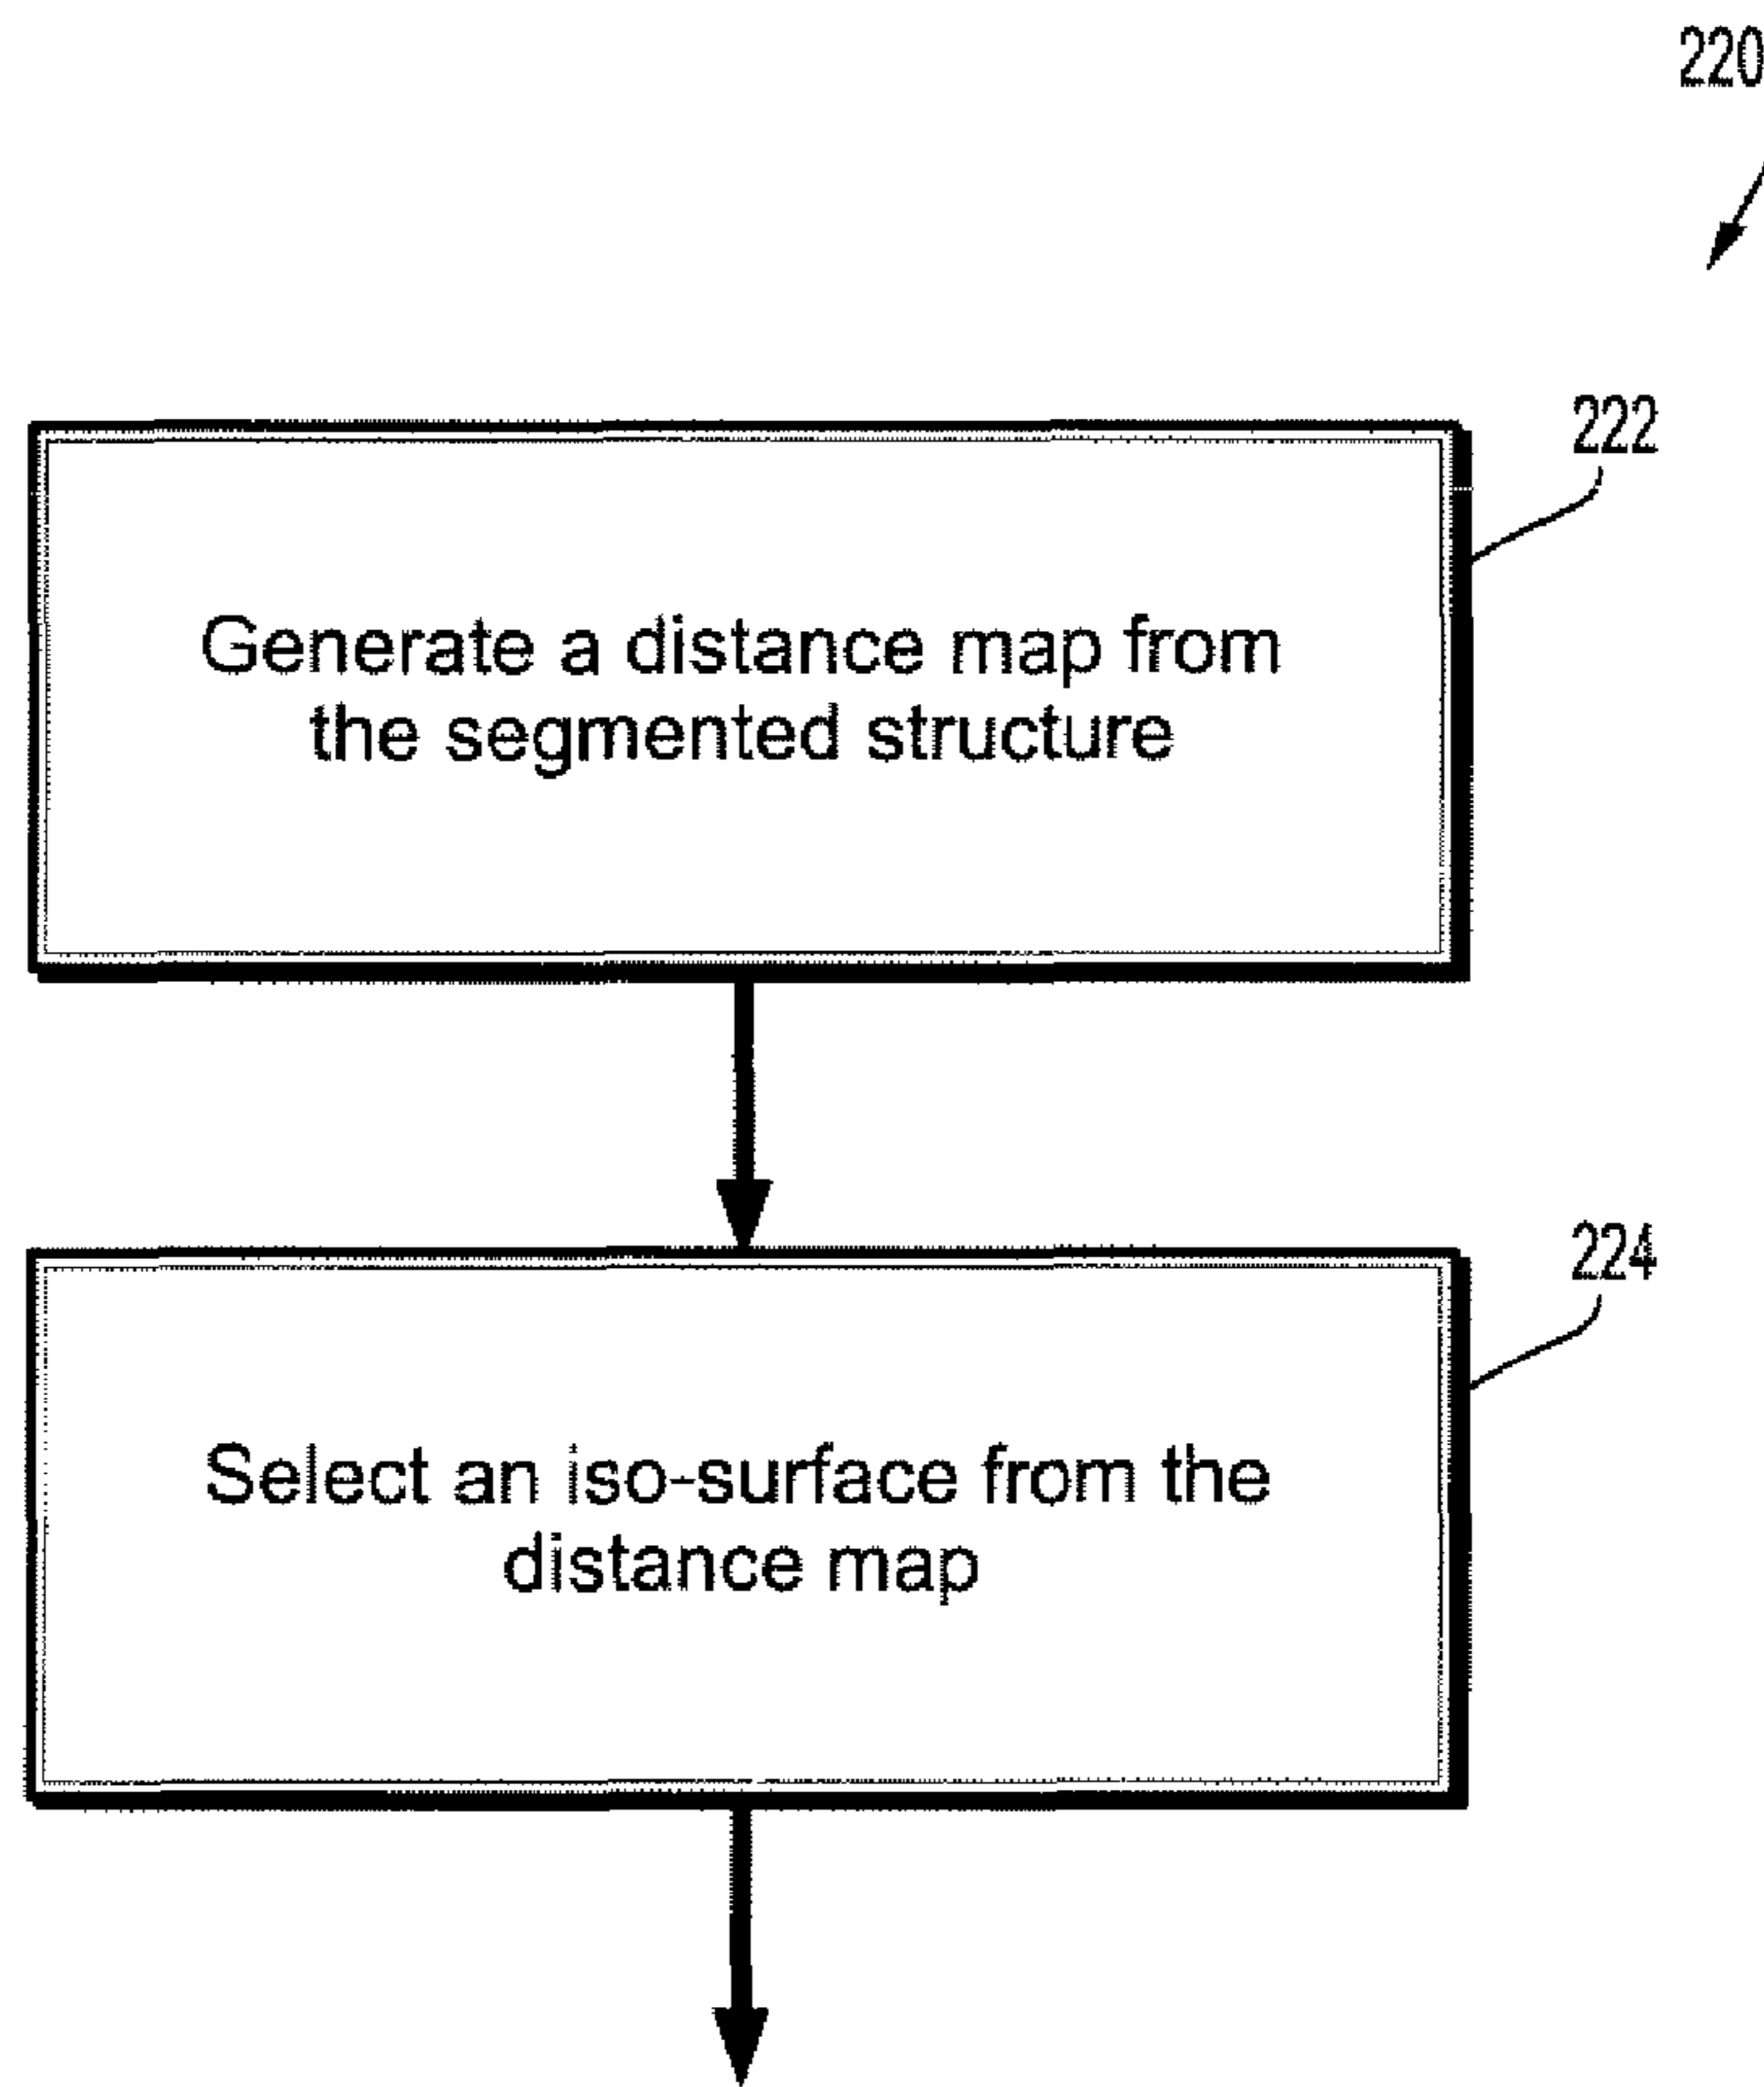 220
222
Generate a distance map from
the segmented structure
224
Select an iso-surface from the
distance map